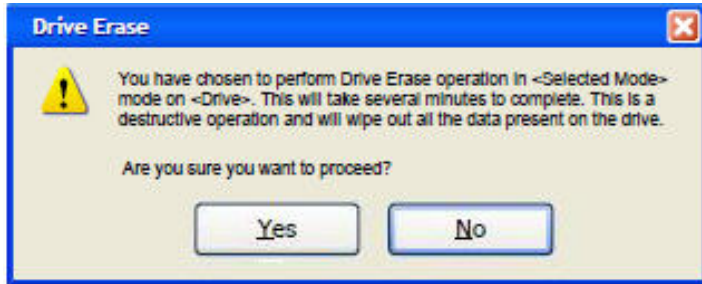 Drive Erase
You have chosen to perform Drive Erase operation in <Selected Mode>
mode on <Drive>. This will take several minutes to complete. This is a
destructive operation and will wipe out all the data present on the drive.
Are you sure you want to proceed?
Yes
No